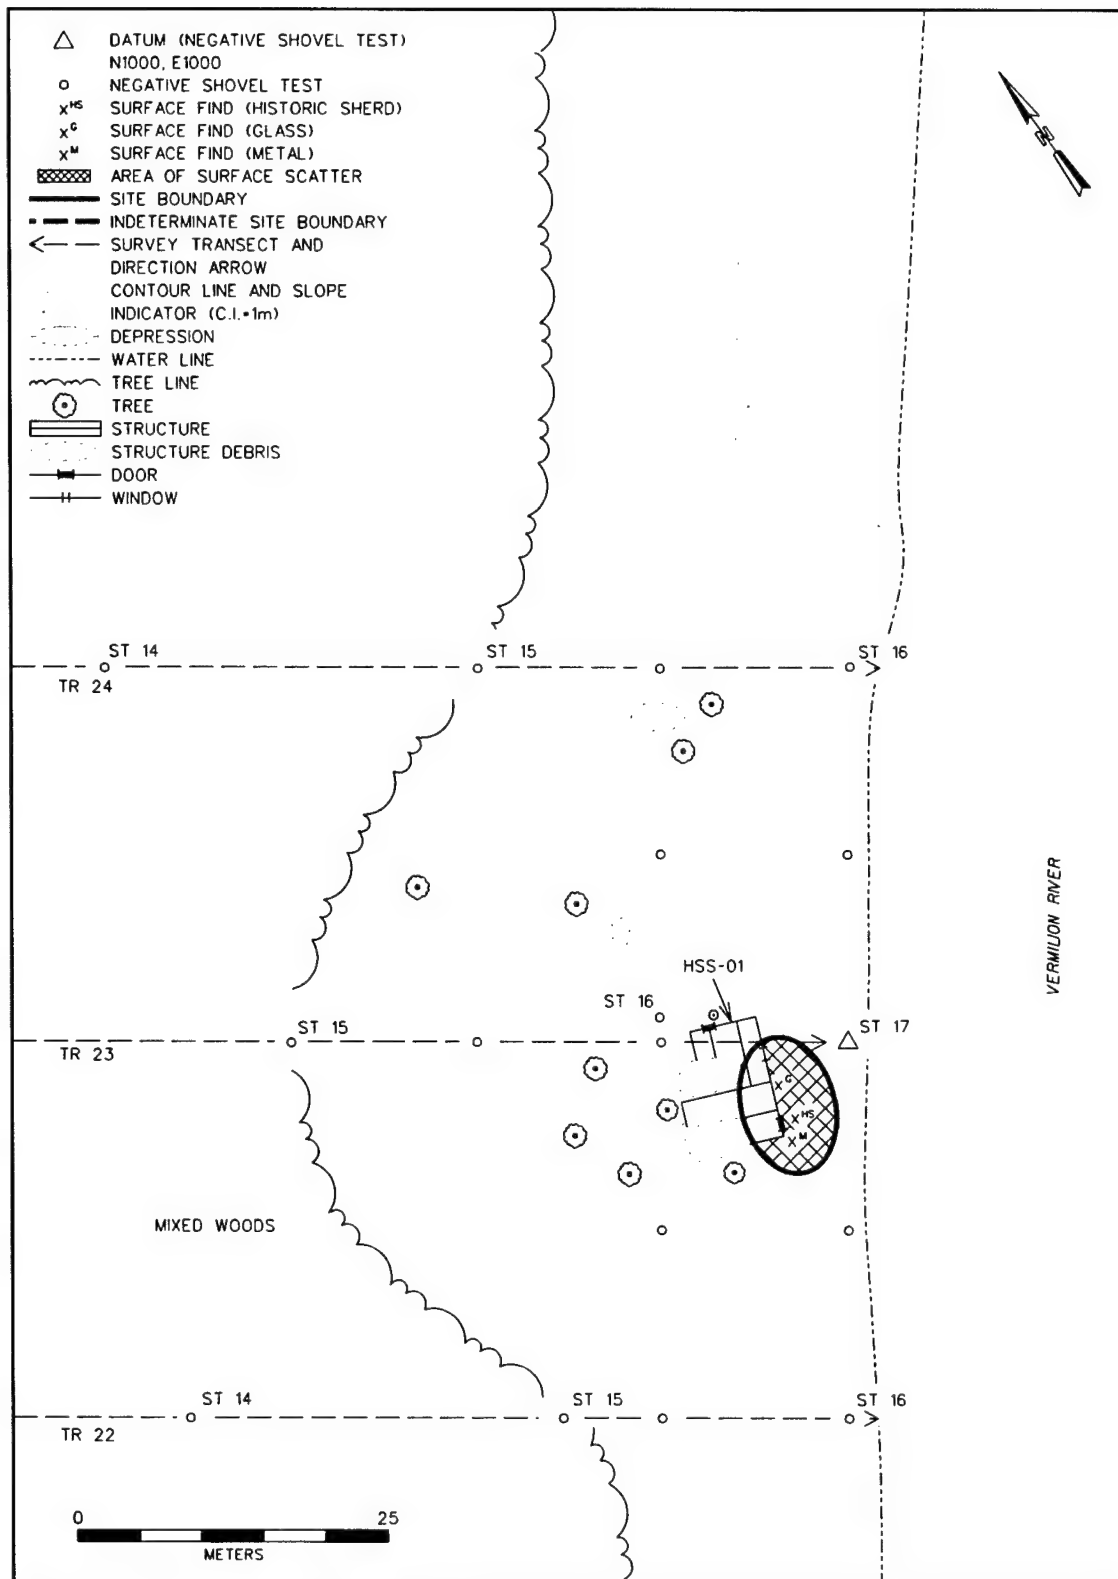 DATUM (NEGATIVE SHOVEL TEST)
N1000, E1000
NEGATIVE SHOVEL TEST
X HS SURFACE FIND (HISTORIC SHERD)
X G SURFACE FIND (GLASS)
X M SURFACE FIND (METAL)
AREA OF SURFACE SCATTER
SITE BOUNDARY
INDETERMINATE SITE BOUNDARY
SURVEY TRANSECT AND
DIRECTION ARROW
CONTOUR LINE AND SLOPE
INDICATOR (C.I.=1m)
DEPRESSION
WATER LINE
TREE LINE
TREE
STRUCTURE
STRUCTURE DEBRIS
DOOR
WINDOW
N
ST 14
ST 15
ST 16
TR 24
VERMILION RIVER
HSS-01
ST 16
ST 15
ST 17
TR 23
X G
X HS
X M
MIXED WOODS
ST 14
ST 15
ST 16
TR 22
0 25
METERS